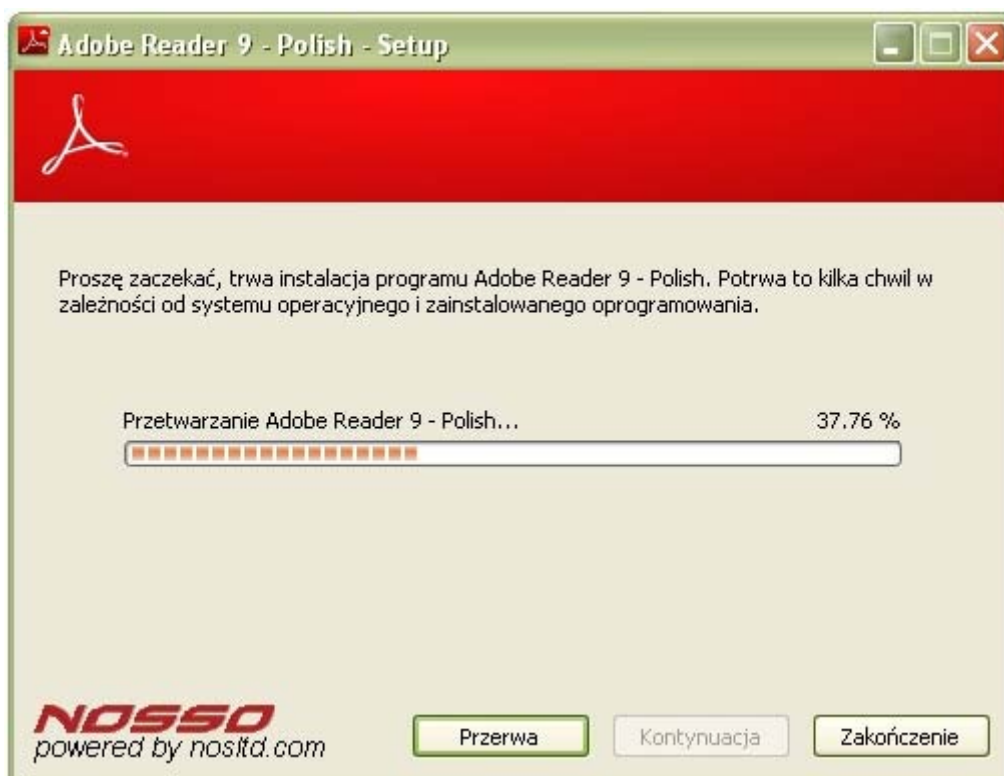 Adobe Reader 9 - Polish - Setup
Proszę zaczekać, trwa instalacja programu Adobe Reader 9 - Polish. Potrwa to kilka chwil w
zależności od systemu operacyjnego i zainstalowanego oprogramowania.
Przetwarzanie Adobe Reader 9 - Polish... 37.76 %
NOSSO
powered by nosltd.com
Przerwa Kontynuacja Zakończenie